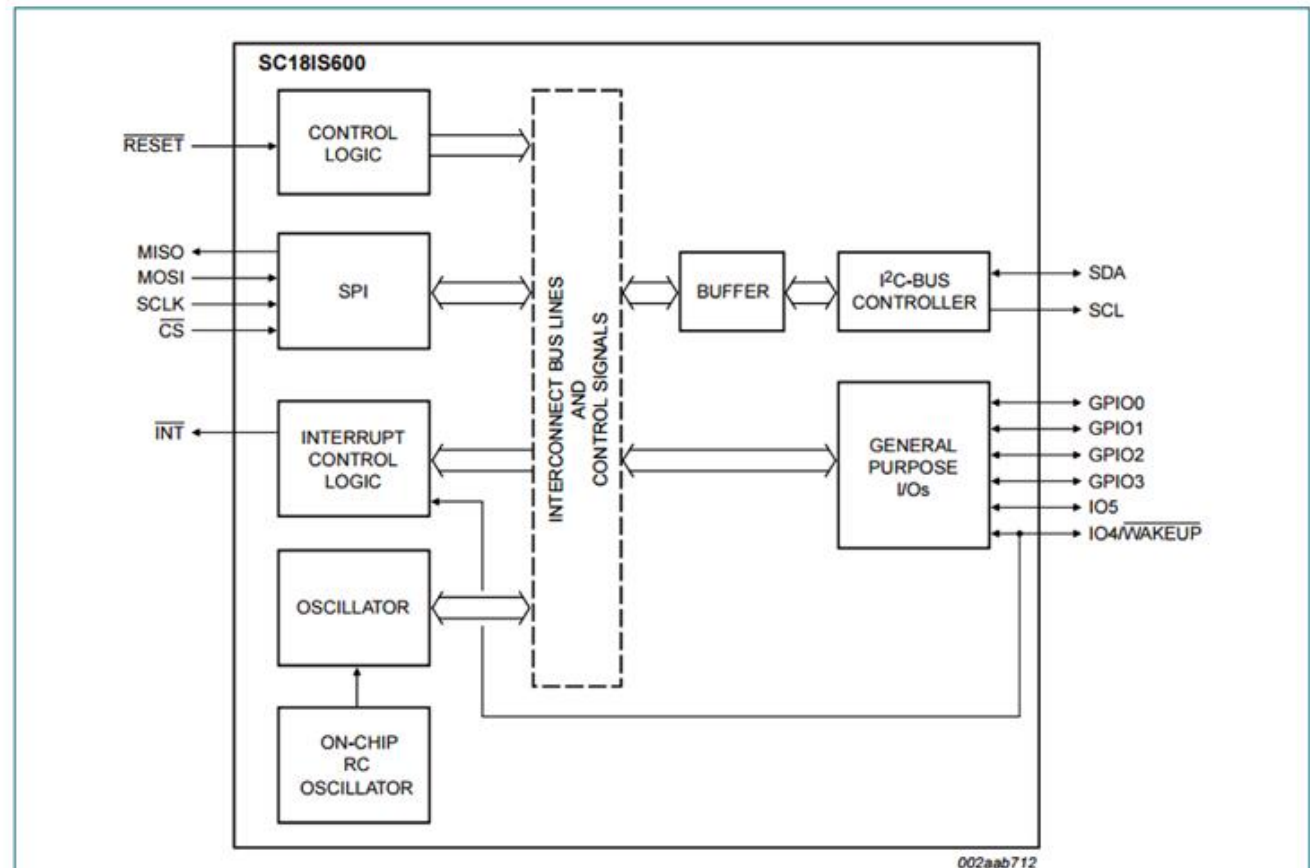 SC18IS600
CONTROL
LOGIC
RESET
MISO
MOSI
SCLK
CS
SPI
INT
INTERRUPT
CONTROL
LOGIC
OSCILLATOR
ON-CHIP
RC
OSCILLATOR
INTERCONNECT BUS LINES
AND
CONTROL SIGNALS
BUFFER
I²C-BUS
CONTROLLER
SDA
SCL
GENERAL
PURPOSE
I/Os
GPIO0
GPIO1
GPIO2
GPIO3
IO5
IO4/WAKEUP
002aab712